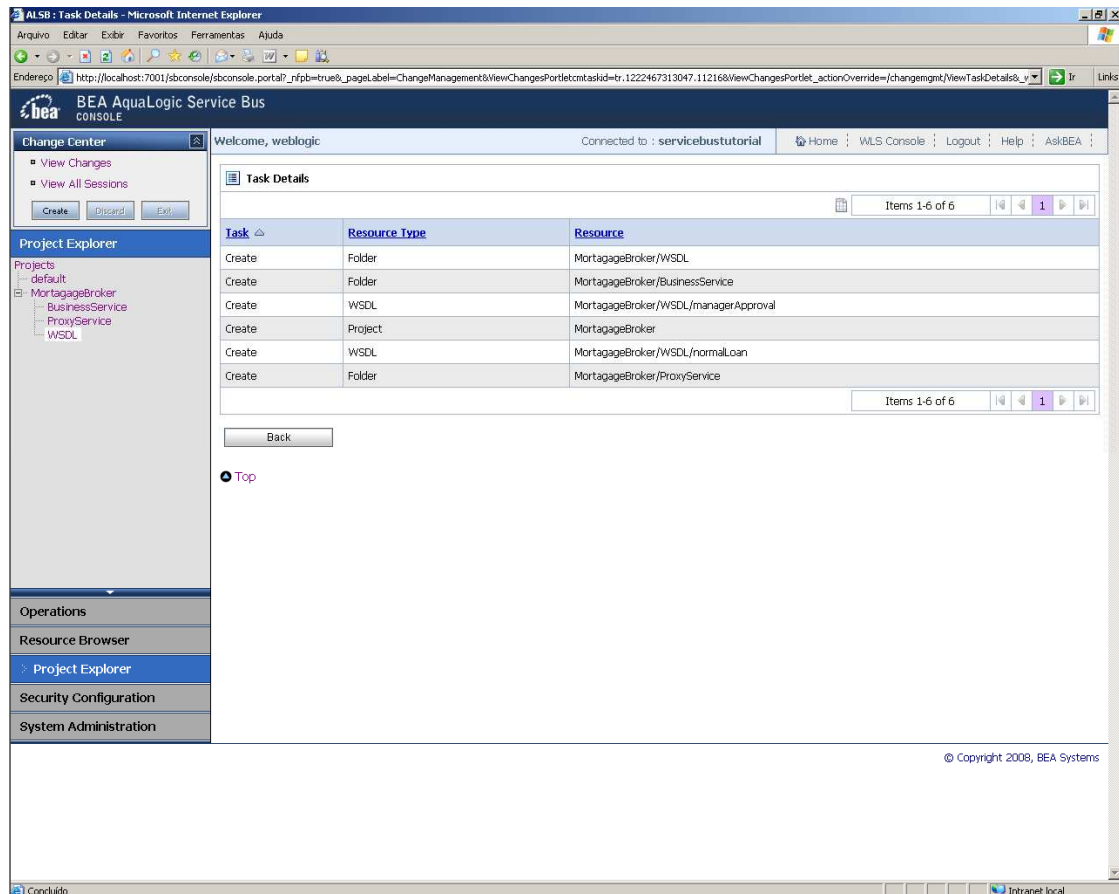 ALSB : Task Details - Microsoft Internet Explorer
Arquivo Editar Exibir Favoritos Ferramentas Ajuda
Endereço http://localhost:7001/sbconsole/sbconsole.portal?_nfpb=true&_pageLabel=ChangeManagement&ViewChangesPortletcmtaskid=tr.1222467313047.11216&ViewChangesPortlet_actionOverride=/changemgmt/ViewTaskDetails&_ Ir Links
bea BEA AquaLogic Service Bus
CONSOLE
Change Center
View Changes
View All Sessions
Create Discard Exit
Project Explorer
Projects
default
MortagageBroker
BusinessService
ProxyService
WSDL
Operations
Resource Browser
Project Explorer
Security Configuration
System Administration
Welcome, weblogic Connected to : servicebustutorial Home WLS Console Logout Help AskBEA
Task Details
Items 1-6 of 6 1
Task Resource Type Resource
Create Folder MortagageBroker/WSDL
Create Folder MortagageBroker/BusinessService
Create WSDL MortagageBroker/WSDL/managerApproval
Create Project MortagageBroker
Create WSDL MortagageBroker/WSDL/normalLoan
Create Folder MortagageBroker/ProxyService
Items 1-6 of 6 1
Back
Top
© Copyright 2008, BEA Systems
Concluído Intranet local